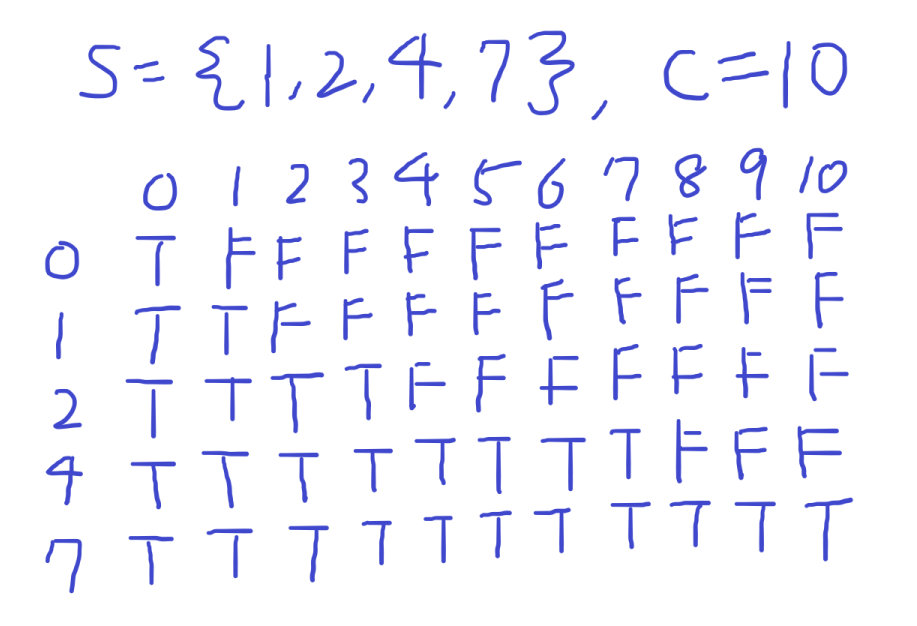 S={1,2,4,7}, C=10
0 1 2 3 4 5 6 7 8 9 10
0 T F F F F F F F F F F
1 T T F F F F F F F F F
2 T T T T F F F F F F F
4 T T T T T T T T F F F
7 T T T T T T T T T T T